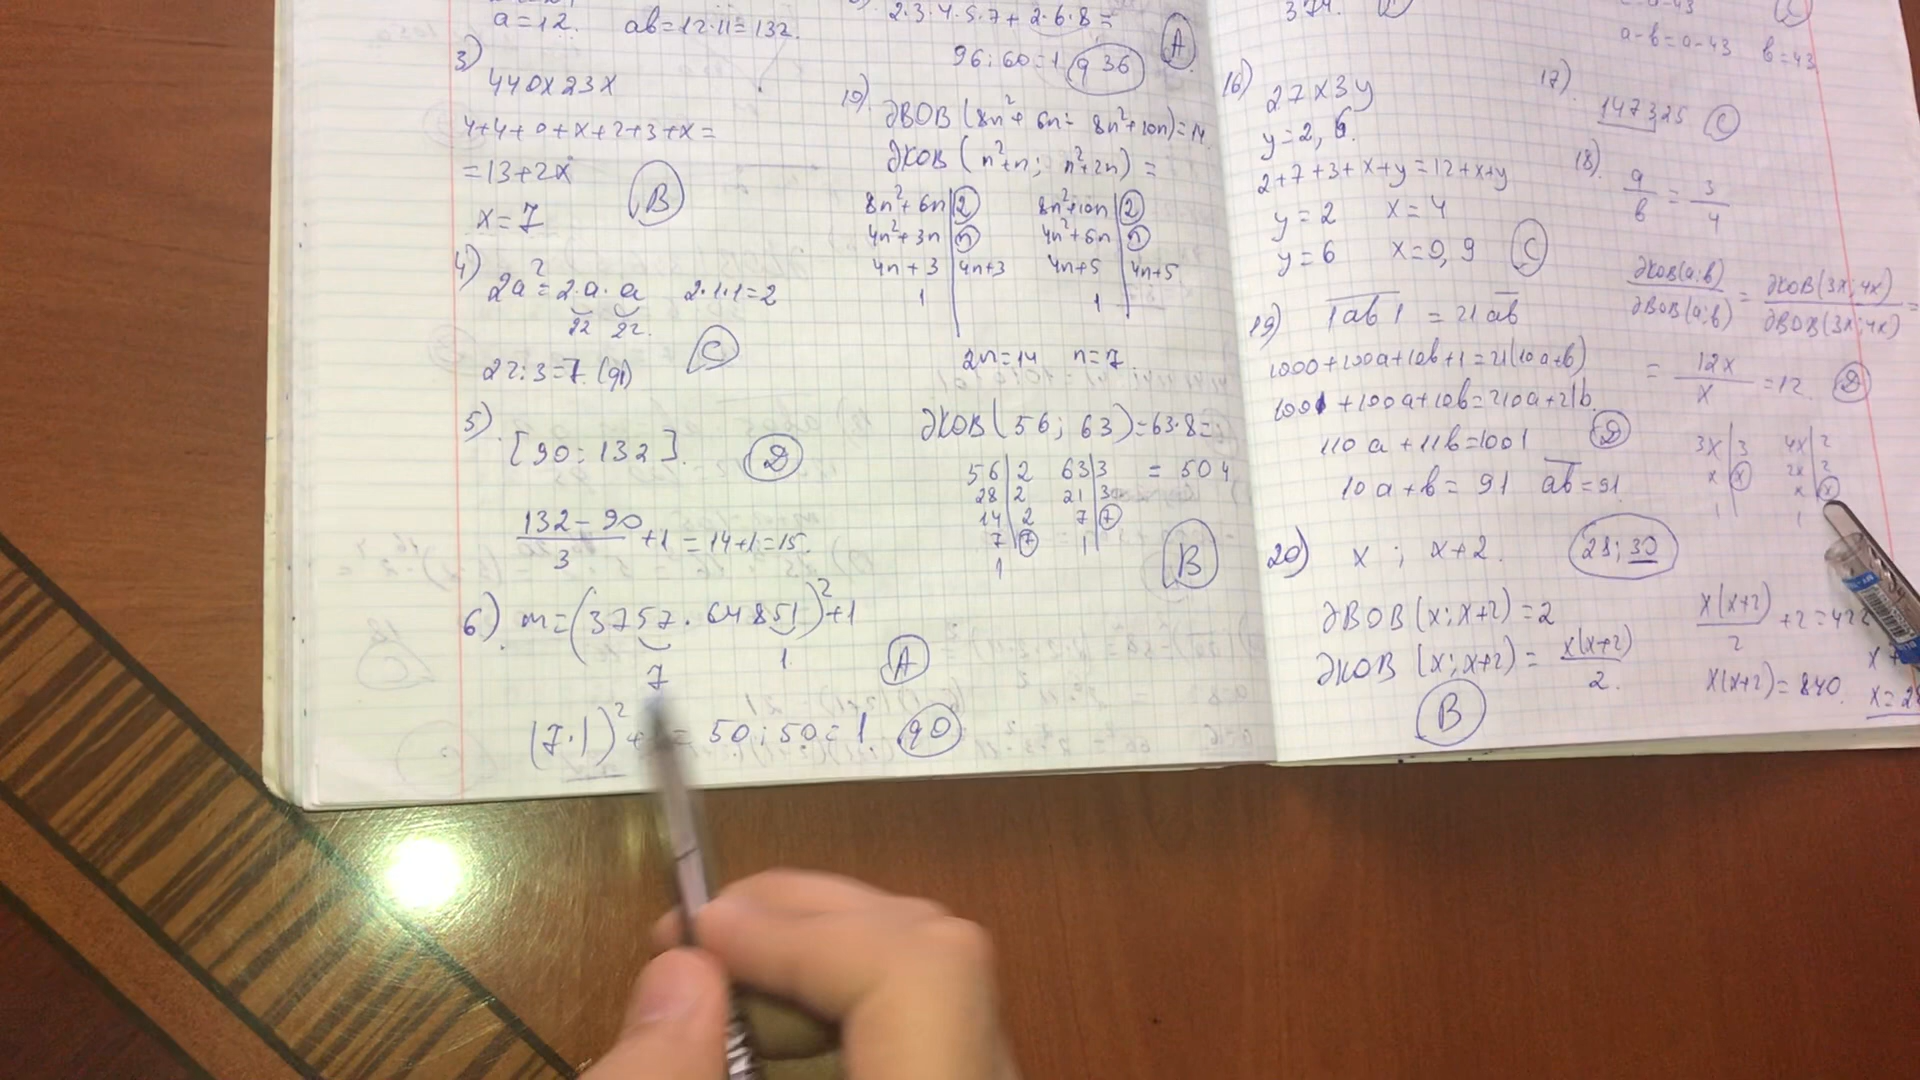 a=12. ab=12·11=132.
3)
440x23x
4+4+0+x+2+3+x=
=13+2x
x=7
B
4)
2a²=2·a·a 2·1·1=2
22 22.
22:3=7 (q1)
C
5)
[90; 132].
D
132-90
3
+1=14+1=15.
6) m=(3757·64851)²+1
7 1
A
(7·1)²+ = 50:50=1 q0
2·3·4·5·7+2·6·8=
96:60=1 q36
A
ƏBOB(8n²+6n; 8n²+10n)=14
ƏKOB(n²+n; n²+2n)=
8n²+6n 2 8n²+10n 2
4n²+3n n 4n²+5n n
4n+3 4n+3 4n+5 4n+5
1 1
2n=14 n=7
ƏKOB(56; 63)=63·8=
56 2 63 3 = 504
28 2 21 3
14 2 7 7
7 7 1
1
B
374.
16) 27x3y
y=2, 6.
2+7+3+x+y=12+x+y
y=2 x=4
y=6 x=0, 9 C
19) 1ab1 = 21ab
1000+100a+10b+1=21(10a+b)
1001+100a+10b=210a+21b
110a+11b=1001
D
10a+b=91 ab=91
20) x ; x+2. 28; 30
ƏBOB(x; x+2)=2
ƏKOB(x; x+2)= x(x+2)
2.
B
a-b=a-43 b=43
17).
147325 C
18). a = 3
b 4
ƏKOB(a;b) = ƏKOB(3x; 4x) =
ƏBOB(a;b) ƏBOB(3x; 4x)
= 12x = 12 D
x
3x 3 4x 2
x x 2x 2
1 x x
1
x(x+2) +2=422
2
x(x+2)=840.
x=28